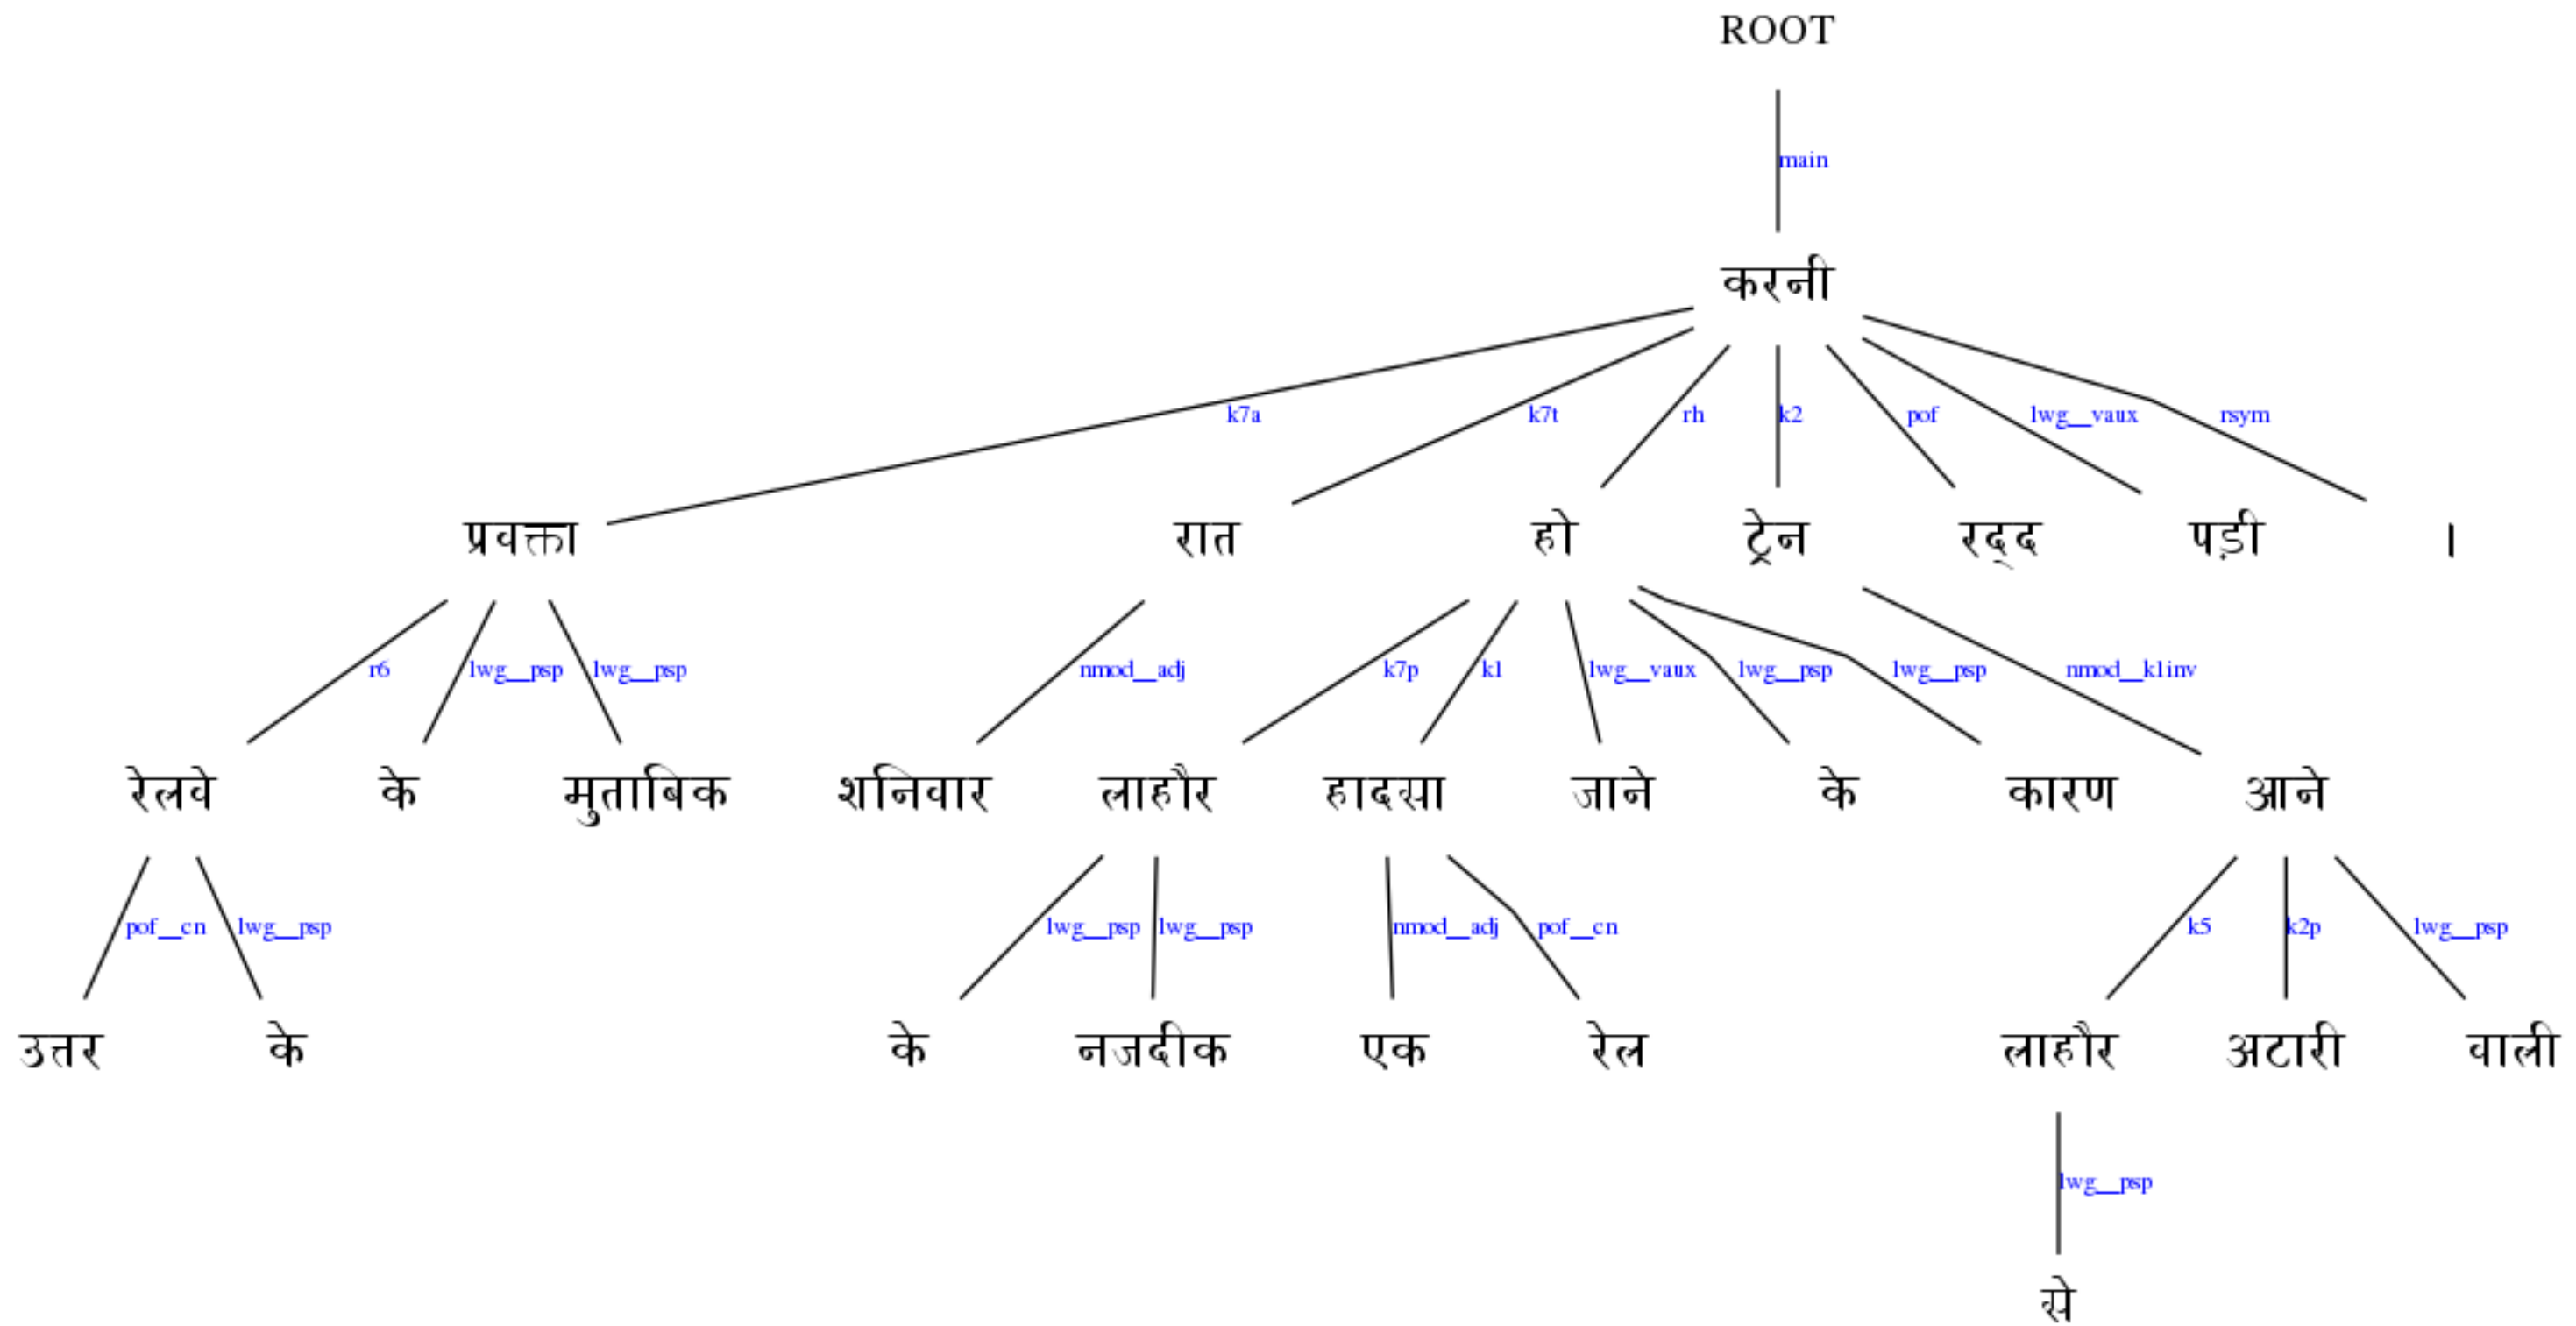 ROOT
main
करनी
k7a k7t rh k2 pof lwg__vaux rsym
प्रवक्ता रात हो ट्रेन रद्द पड़ी ।
r6 lwg__psp lwg__psp nmod__adj k7p k1 lwg__vaux lwg__psp lwg__psp nmod__k1inv
रेलवे के मुताबिक शनिवार लाहौर हादसा जाने के कारण आने
pof__cn lwg__psp lwg__psp lwg__psp nmod__adj pof__cn k5 k2p lwg__psp
उत्तर के के नजदीक एक रेल लाहौर अटारी वाली
lwg__psp
से